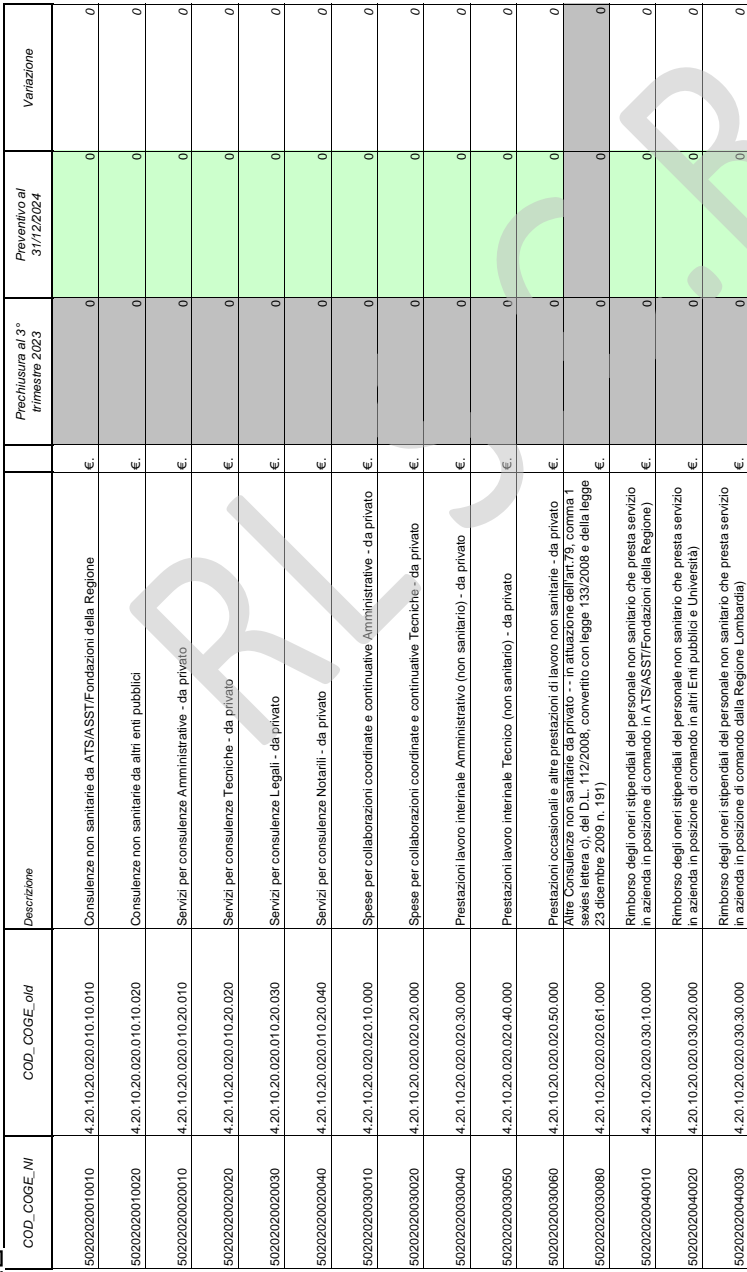 COD_COGE_NI COD_COGE_old Descrizione Prechiusura al 3° trimestre 2023 Preventivo al 31/12/2024 Variazione
50202020010010 4.20.10.20.020.010.10.010 Consulenze non sanitarie da ATS/ASST/Fondazioni della Regione €. 0 0 0
50202020010020 4.20.10.20.020.010.10.020 Consulenze non sanitarie da altri enti pubblici €. 0 0 0
50202020020010 4.20.10.20.020.010.20.010 Servizi per consulenze Amministrative - da privato €. 0 0 0
50202020020020 4.20.10.20.020.010.20.020 Servizi per consulenze Tecniche - da privato €. 0 0 0
50202020020030 4.20.10.20.020.010.20.030 Servizi per consulenze Legali - da privato €. 0 0 0
50202020020040 4.20.10.20.020.010.20.040 Servizi per consulenze Notarili - da privato €. 0 0 0
50202020030010 4.20.10.20.020.020.10.000 Spese per collaborazioni coordinate e continuative Amministrative - da privato €. 0 0 0
50202020030020 4.20.10.20.020.020.20.000 Spese per collaborazioni coordinate e continuative Tecniche - da privato €. 0 0 0
50202020030040 4.20.10.20.020.020.30.000 Prestazioni lavoro interinale Amministrativo (non sanitario) - da privato €. 0 0 0
50202020030050 4.20.10.20.020.020.40.000 Prestazioni lavoro interinale Tecnico (non sanitario) - da privato €. 0 0 0
50202020030060 4.20.10.20.020.020.50.000 Prestazioni occasionali e altre prestazioni di lavoro non sanitarie - da privato €. 0 0 0
50202020030080 4.20.10.20.020.020.61.000 Altre Consulenze non sanitarie da privato - - in attuazione dell'art.79, comma 1
sexies lettera c), del D.L. 112/2008, convertito con legge 133/2008 e della legge
23 dicembre 2009 n. 191) €. 0 0 0
50202020040010 4.20.10.20.020.030.10.000 Rimborso degli oneri stipendiali del personale non sanitario che presta servizio
in azienda in posizione di comando in ATS/ASST/Fondazioni della Regione) €. 0 0 0
50202020040020 4.20.10.20.020.030.20.000 Rimborso degli oneri stipendiali del personale non sanitario che presta servizio
in azienda in posizione di comando in altri Enti pubblici e Università) €. 0 0 0
50202020040030 4.20.10.20.020.030.30.000 Rimborso degli oneri stipendiali del personale non sanitario che presta servizio
in azienda in posizione di comando dalla Regione Lombardia) €. 0 0 0